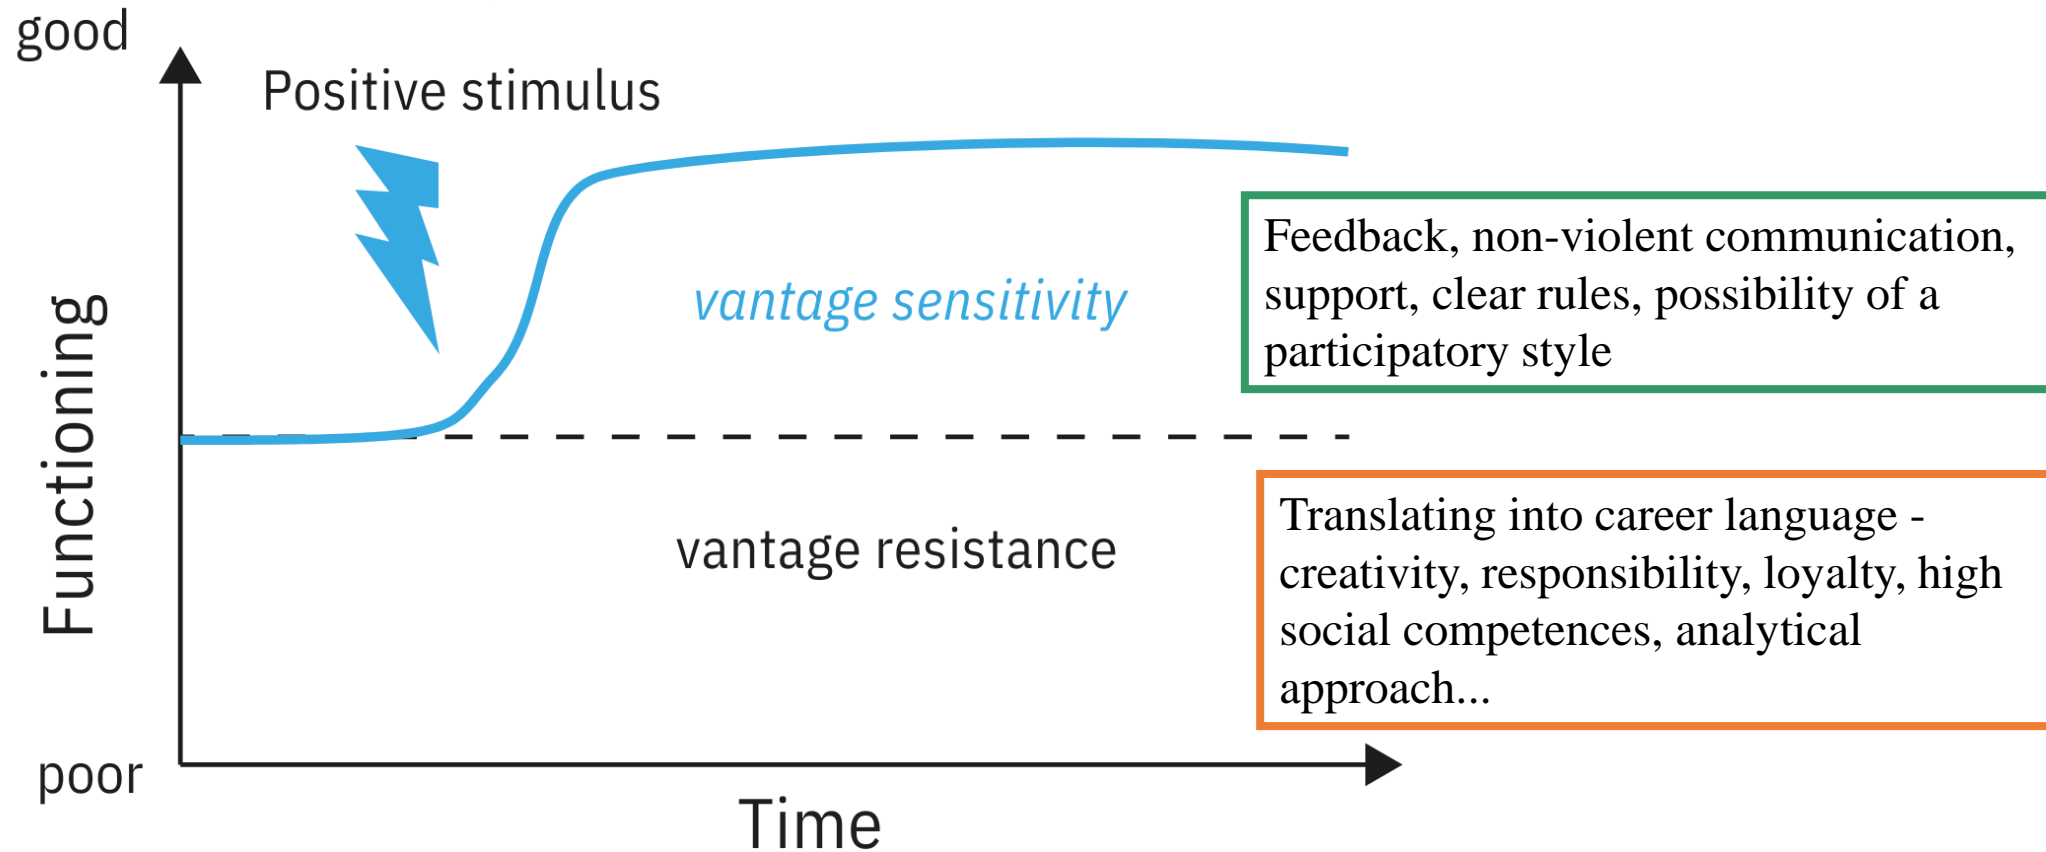 good
Positive stimulus
Feedback, non-violent communication,
support, clear rules, possibility of a
participatory style
vantage sensitivity
Functioning
Translating into career language -
creativity, responsibility, loyalty, high
social competences, analytical
approach...
vantage resistance
poor
Time